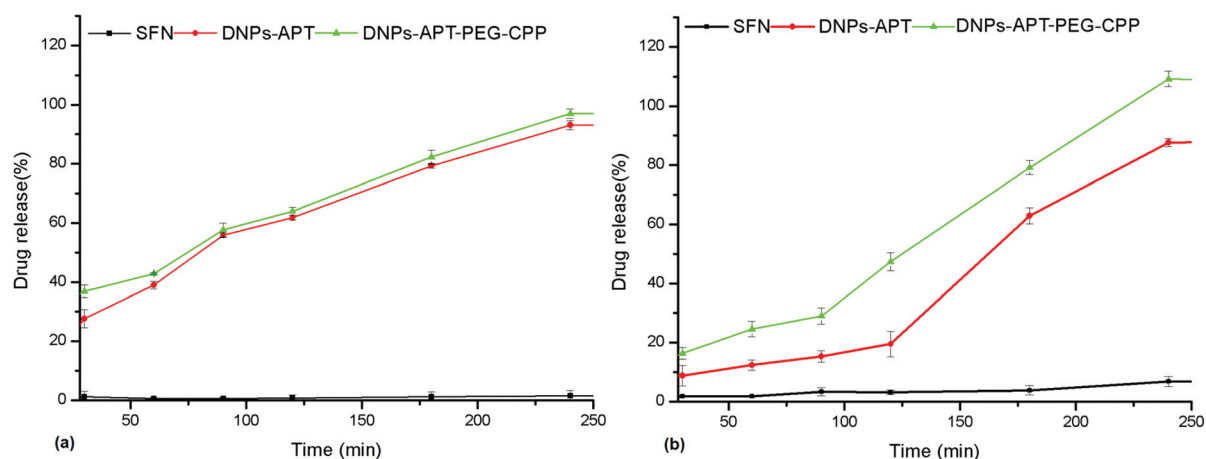 SFN DNPs-APT DNPs-APT-PEG-CPP
120
100
80
60
40
20
0
Drug release(%)
50 100 150 200 250
Time (min)
(a)
SFN DNPs-APT DNPs-APT-PEG-CPP
120
100
80
60
40
20
0
Drug release(%)
50 100 150 200 250
Time (min)
(b)